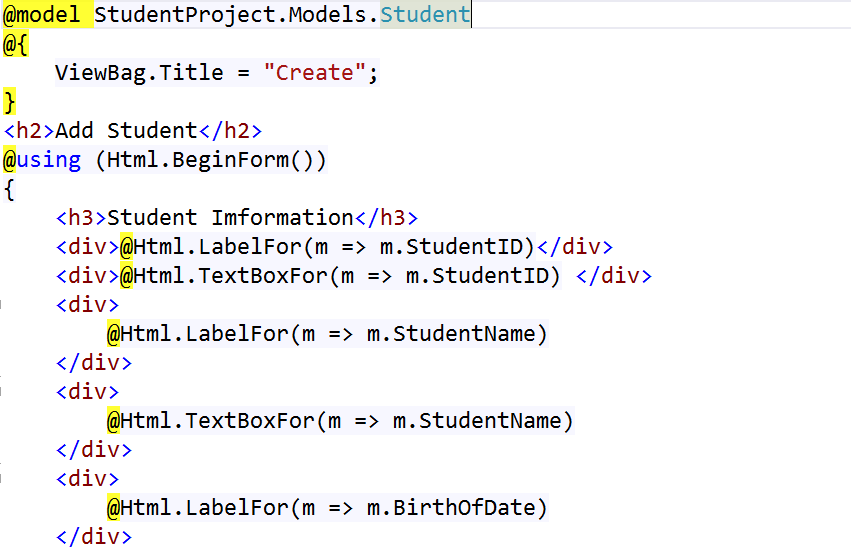 @model StudentProject.Models.Student
@{
    ViewBag.Title = "Create";
}
<h2>Add Student</h2>
@using (Html.BeginForm())
{
    <h3>Student Imformation</h3>
    <div>@Html.LabelFor(m => m.StudentID)</div>
    <div>@Html.TextBoxFor(m => m.StudentID) </div>
    <div>
        @Html.LabelFor(m => m.StudentName)
    </div>
    <div>
        @Html.TextBoxFor(m => m.StudentName)
    </div>
    <div>
        @Html.LabelFor(m => m.BirthOfDate)
    </div>